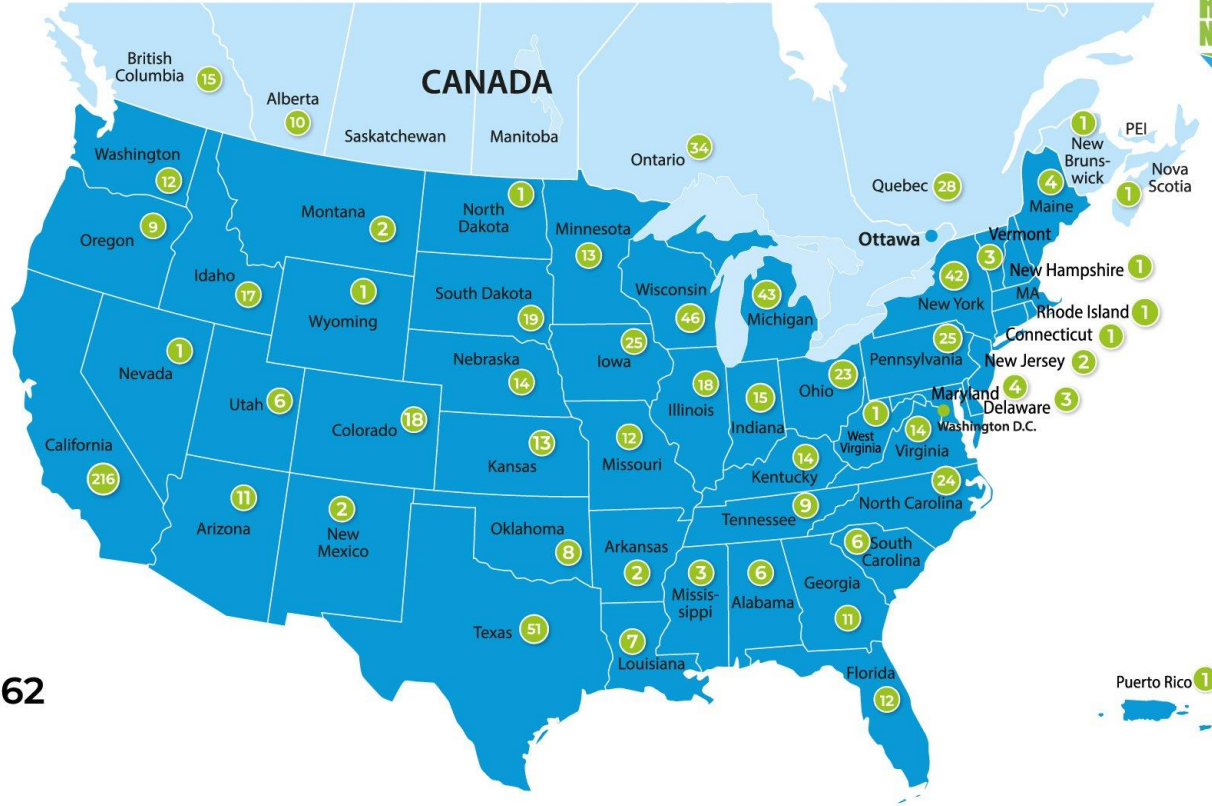 CANADA
British
Columbia
15
Alberta
10
Saskatchewan
Manitoba
Ontario
34
Quebec
28
1
New
Bruns-
wick
PEI
Nova
Scotia
1
Ottawa
Washington
12
Oregon
9
Idaho
17
Montana
2
North
Dakota
1
Minnesota
13
Wisconsin
46
Michigan
43
New York
42
Vermont
3
Maine
4
New Hampshire
1
MA
Rhode Island
1
Connecticut
1
New Jersey
2
Maryland
4
Delaware
3
Washington D.C.
Wyoming
1
South Dakota
19
Nebraska
14
Iowa
25
Illinois
18
Indiana
15
Ohio
23
Pennsylvania
25
West
Virginia
1
Virginia
14
Nevada
1
Utah
6
Colorado
18
Kansas
13
Missouri
12
Kentucky
14
California
216
Arizona
11
New
Mexico
2
Oklahoma
8
Arkansas
2
Tennessee
9
North Carolina
24
South
Carolina
6
Texas
51
Louisiana
7
Missis-
sippi
3
Alabama
6
Georgia
11
Florida
12
Puerto Rico
1
62